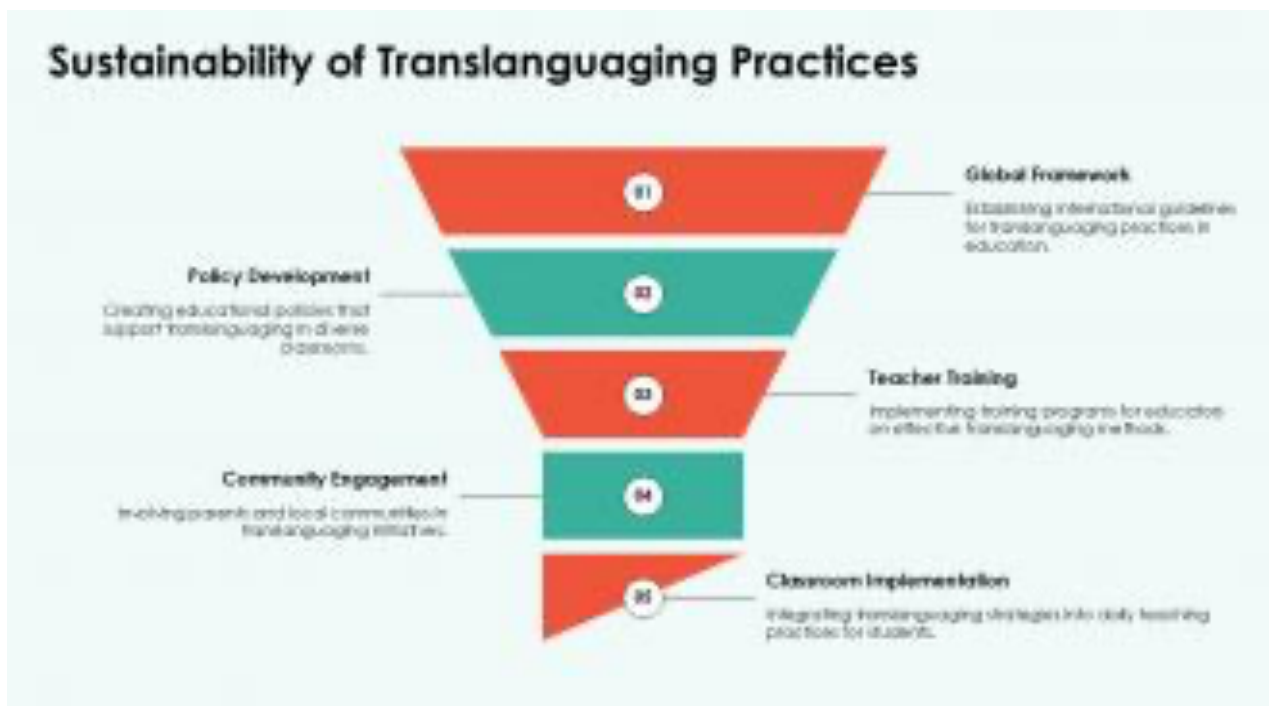 Sustainability of Translanguaging Practices
01
Global Framework
Establishing international guidelines
for translanguaging practices in
education.
02
Policy Development
Creating educational policies that
support translanguaging in diverse
classrooms.
03
Teacher Training
Implementing training programs for educators
on effective translanguaging methods.
04
Community Engagement
Involving parents and local communities in
translanguaging initiatives.
05
Classroom Implementation
Integrating translanguaging strategies into daily teaching
practices for students.